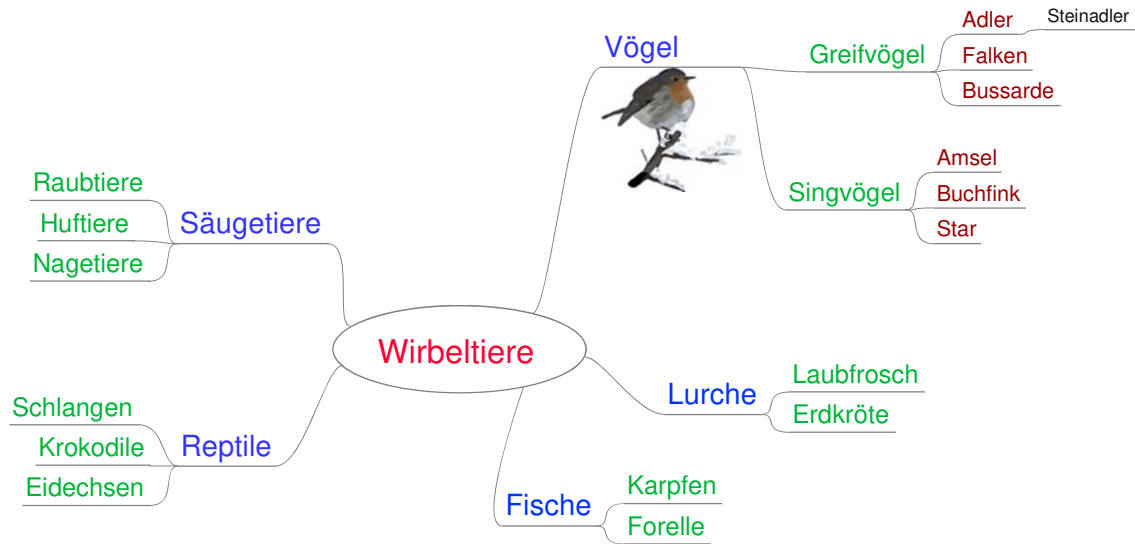 Wirbeltiere
Vögel
Greifvögel
Adler
Steinadler
Falken
Bussarde
Singvögel
Amsel
Buchfink
Star
Lurche
Laubfrosch
Erdkröte
Fische
Karpfen
Forelle
Reptile
Schlangen
Krokodile
Eidechsen
Säugetiere
Raubtiere
Huftiere
Nagetiere